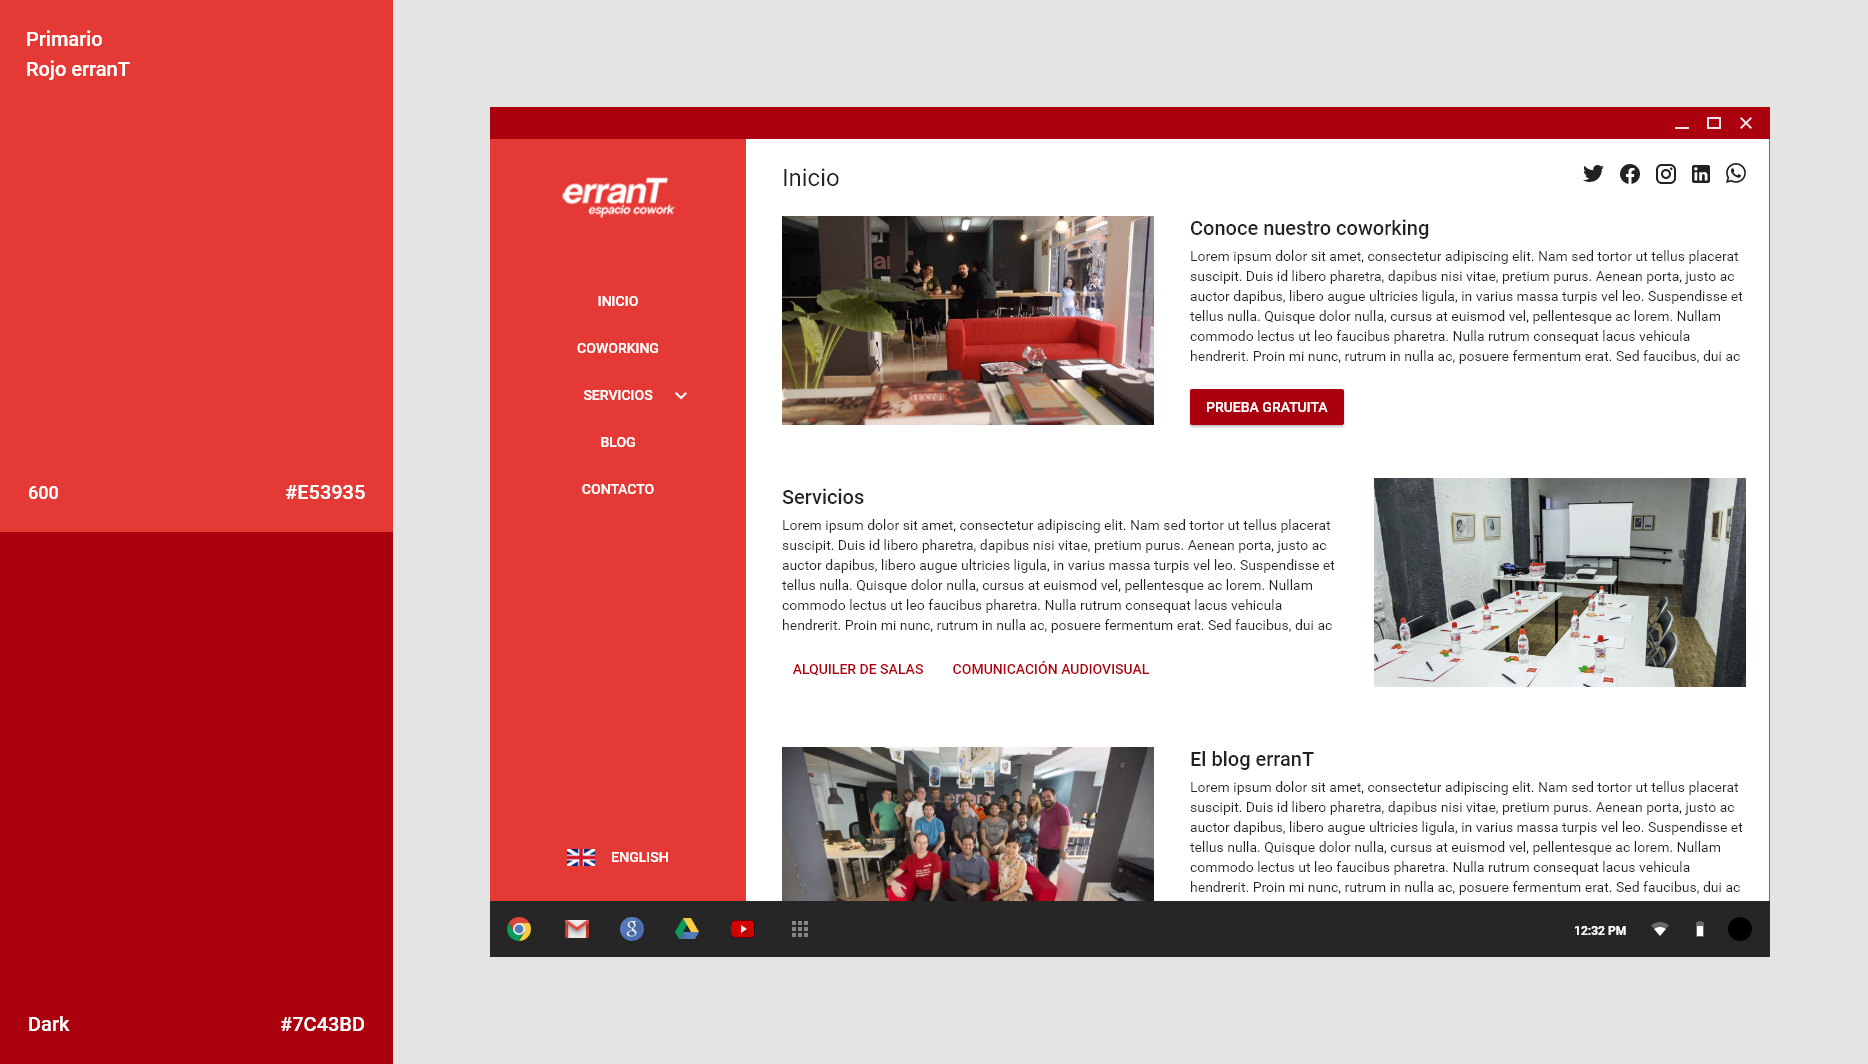 Primario
Rojo erranT
600
#E53935
Dark
#7C43BD
erranT
espacio cowork
INICIO
COWORKING
SERVICIOS
BLOG
CONTACTO
ENGLISH
Inicio
Conoce nuestro coworking
Lorem ipsum dolor sit amet, consectetur adipiscing elit. Nam sed tortor ut tellus placerat
suscipit. Duis id libero pharetra, dapibus nisi vitae, pretium purus. Aenean porta, justo ac
auctor dapibus, libero augue ultricies ligula, in varius massa turpis vel leo. Suspendisse et
tellus nulla. Quisque dolor nulla, cursus at euismod vel, pellentesque ac lorem. Nullam
commodo lectus ut leo faucibus pharetra. Nulla rutrum consequat lacus vehicula
hendrerit. Proin mi nunc, rutrum in nulla ac, posuere fermentum erat. Sed faucibus, dui ac
PRUEBA GRATUITA
Servicios
Lorem ipsum dolor sit amet, consectetur adipiscing elit. Nam sed tortor ut tellus placerat
suscipit. Duis id libero pharetra, dapibus nisi vitae, pretium purus. Aenean porta, justo ac
auctor dapibus, libero augue ultricies ligula, in varius massa turpis vel leo. Suspendisse et
tellus nulla. Quisque dolor nulla, cursus at euismod vel, pellentesque ac lorem. Nullam
commodo lectus ut leo faucibus pharetra. Nulla rutrum consequat lacus vehicula
hendrerit. Proin mi nunc, rutrum in nulla ac, posuere fermentum erat. Sed faucibus, dui ac
ALQUILER DE SALAS COMUNICACIÓN AUDIOVISUAL
El blog erranT
Lorem ipsum dolor sit amet, consectetur adipiscing elit. Nam sed tortor ut tellus placerat
suscipit. Duis id libero pharetra, dapibus nisi vitae, pretium purus. Aenean porta, justo ac
auctor dapibus, libero augue ultricies ligula, in varius massa turpis vel leo. Suspendisse et
tellus nulla. Quisque dolor nulla, cursus at euismod vel, pellentesque ac lorem. Nullam
commodo lectus ut leo faucibus pharetra. Nulla rutrum consequat lacus vehicula
hendrerit. Proin mi nunc, rutrum in nulla ac, posuere fermentum erat. Sed faucibus, dui ac
12:32 PM